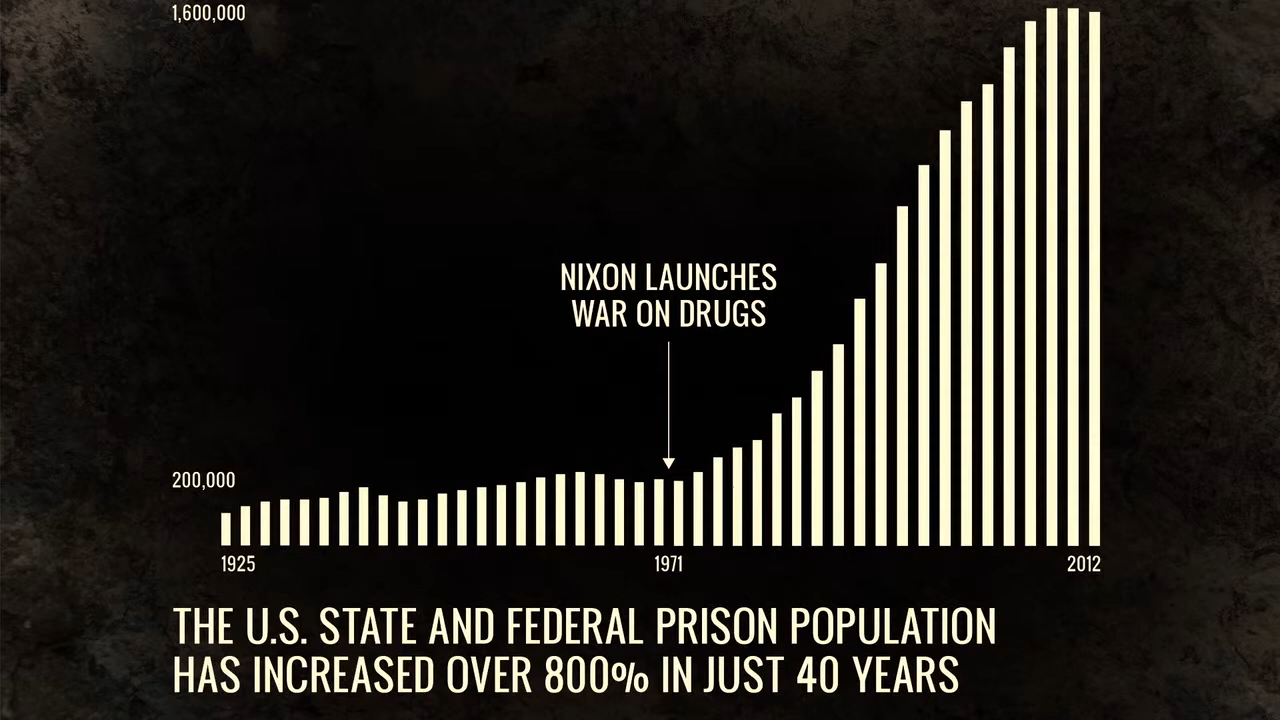 1,600,000
NIXON LAUNCHES
WAR ON DRUGS
200,000
1925 1971 2012
THE U.S. STATE AND FEDERAL PRISON POPULATION
HAS INCREASED OVER 800% IN JUST 40 YEARS